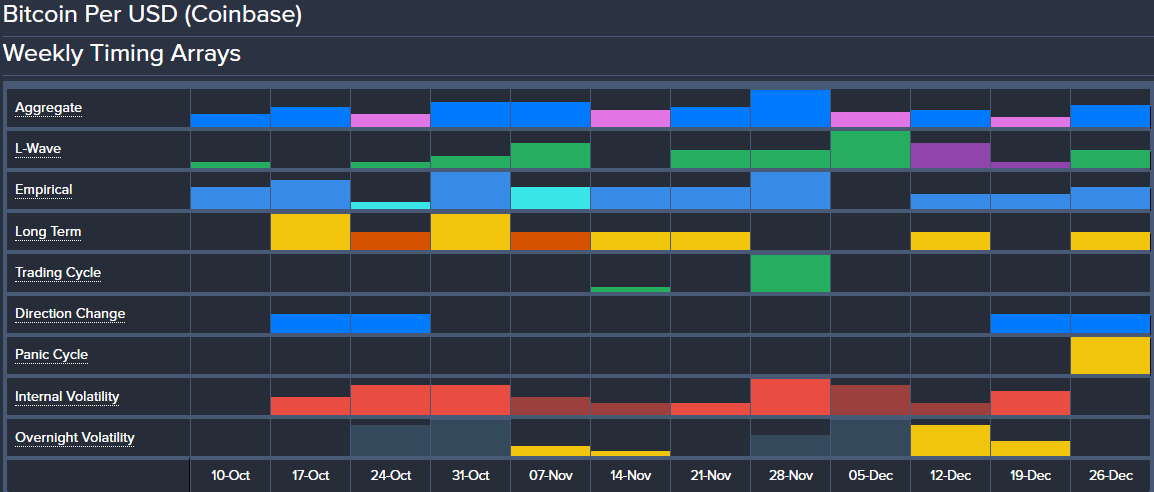 Bitcoin Per USD (Coinbase)
Weekly Timing Arrays
Aggregate
L-Wave
Empirical
Long Term
Trading Cycle
Direction Change
Panic Cycle
Internal Volatility
Overnight Volatility
10-Oct 17-Oct 24-Oct 31-Oct 07-Nov 14-Nov 21-Nov 28-Nov 05-Dec 12-Dec 19-Dec 26-Dec